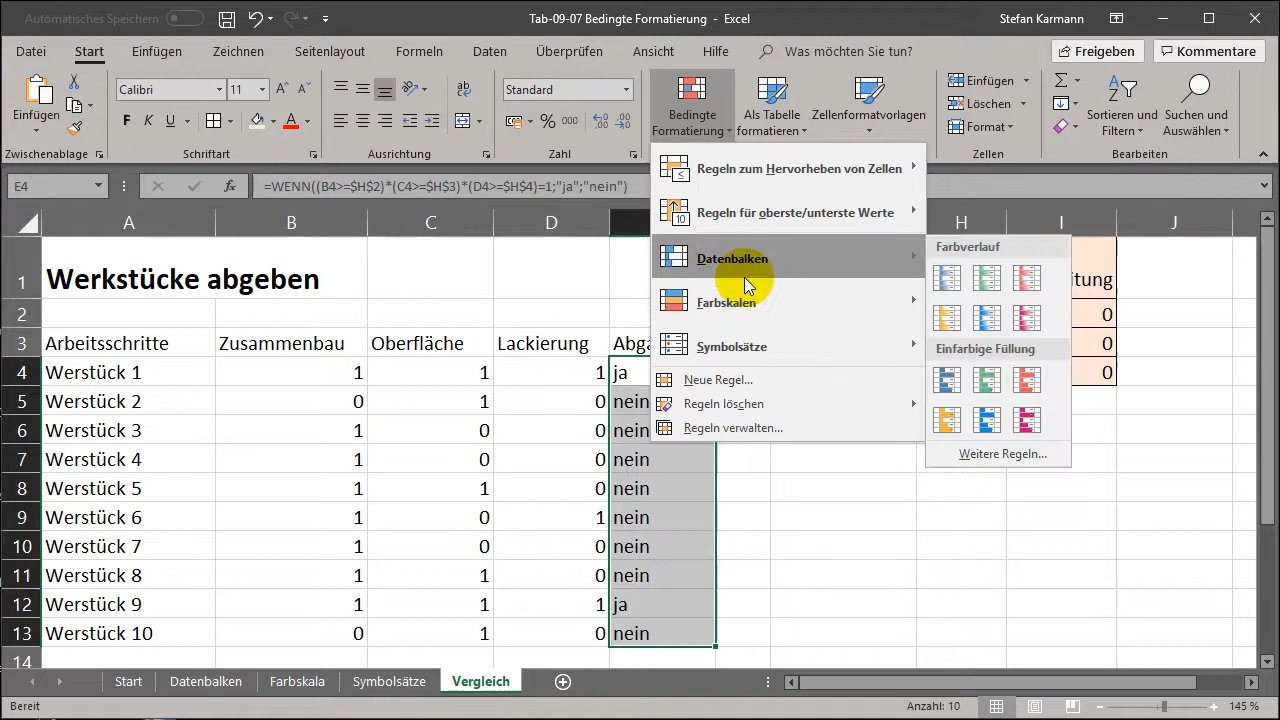 Automatisches Speichern
Tab-09-07 Bedingte Formatierung - Excel
Stefan Karmann
Datei Start Einfügen Zeichnen Seitenlayout Formeln Daten Überprüfen Ansicht Hilfe Was möchten Sie tun? Freigeben Kommentare
Einfügen
Calibri 11
F K U
ab
Standard
% 000
Bedingte Formatierung
Als Tabelle formatieren
Zellenformatvorlagen
Einfügen
Löschen
Format
Sortieren und Filtern
Suchen und Auswählen
Zwischenablage Schriftart Ausrichtung Zahl Zellen Bearbeiten
E4 fx =WENN((B4>=$H$2)*(C4>=$H$3)*(D4>=$H$4)=1;"ja";"nein")
Regeln zum Hervorheben von Zellen
Regeln für oberste/unterste Werte
Datenbalken
Farbskalen
Symbolsätze
Neue Regel...
Regeln löschen
Regeln verwalten...
Farbverlauf
Einfarbige Füllung
Weitere Regeln...
A B C D H I J
1 Werkstücke abgeben itung
2 0
3 Arbeitsschritte Zusammenbau Oberfläche Lackierung Abga 0
4 Werstück 1 1 1 1 ja 0
5 Werstück 2 0 1 0 nein
6 Werstück 3 1 0 0 nein
7 Werstück 4 1 0 0 nein
8 Werstück 5 1 1 0 nein
9 Werstück 6 1 0 1 nein
10 Werstück 7 1 0 0 nein
11 Werstück 8 1 1 0 nein
12 Werstück 9 1 1 1 ja
13 Werstück 10 0 1 0 nein
14
Start Datenbalken Farbskala Symbolsätze Vergleich
Bereit Anzahl: 10 145 %